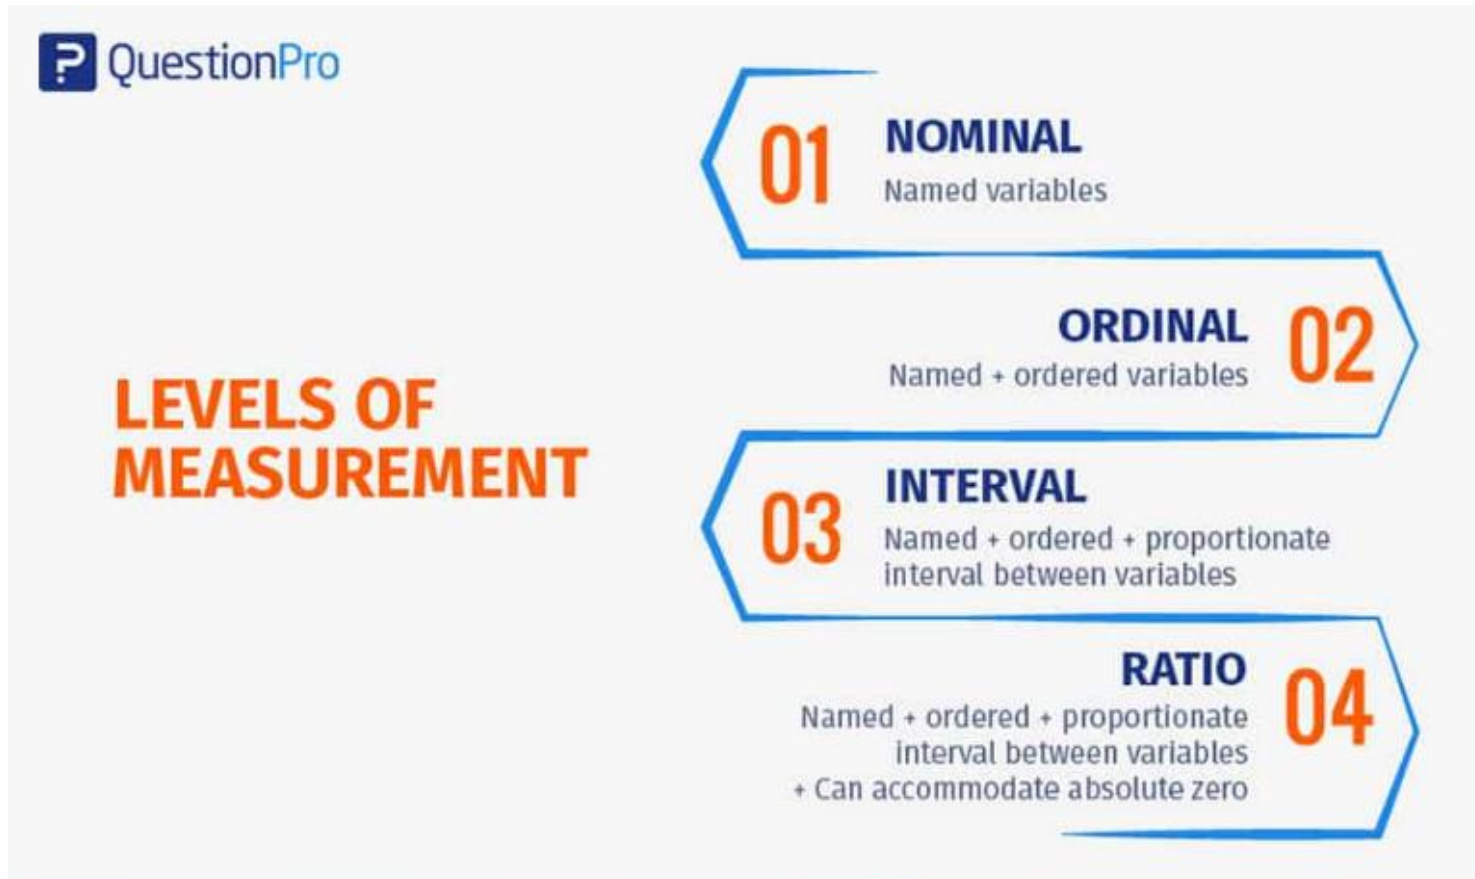 QuestionPro
LEVELS OF
MEASUREMENT
01
NOMINAL
Named variables
ORDINAL
Named + ordered variables
02
03
INTERVAL
Named + ordered + proportionate
interval between variables
RATIO
Named + ordered + proportionate
interval between variables
+ Can accommodate absolute zero
04